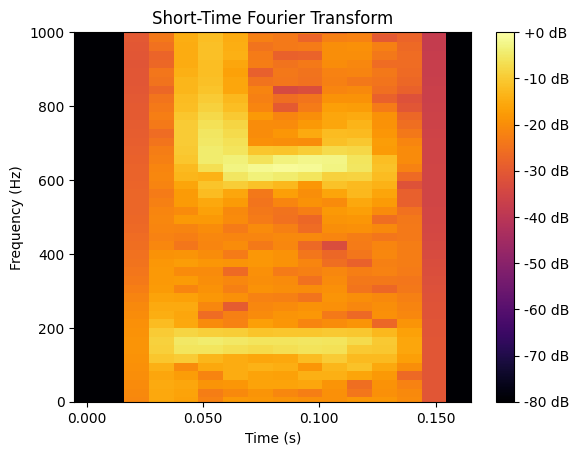 Short-Time Fourier Transform
1000
800
600
400
200
0
Frequency (Hz)
0.000
0.050
0.100
0.150
Time (s)
+0 dB
-10 dB
-20 dB
-30 dB
-40 dB
-50 dB
-60 dB
-70 dB
-80 dB